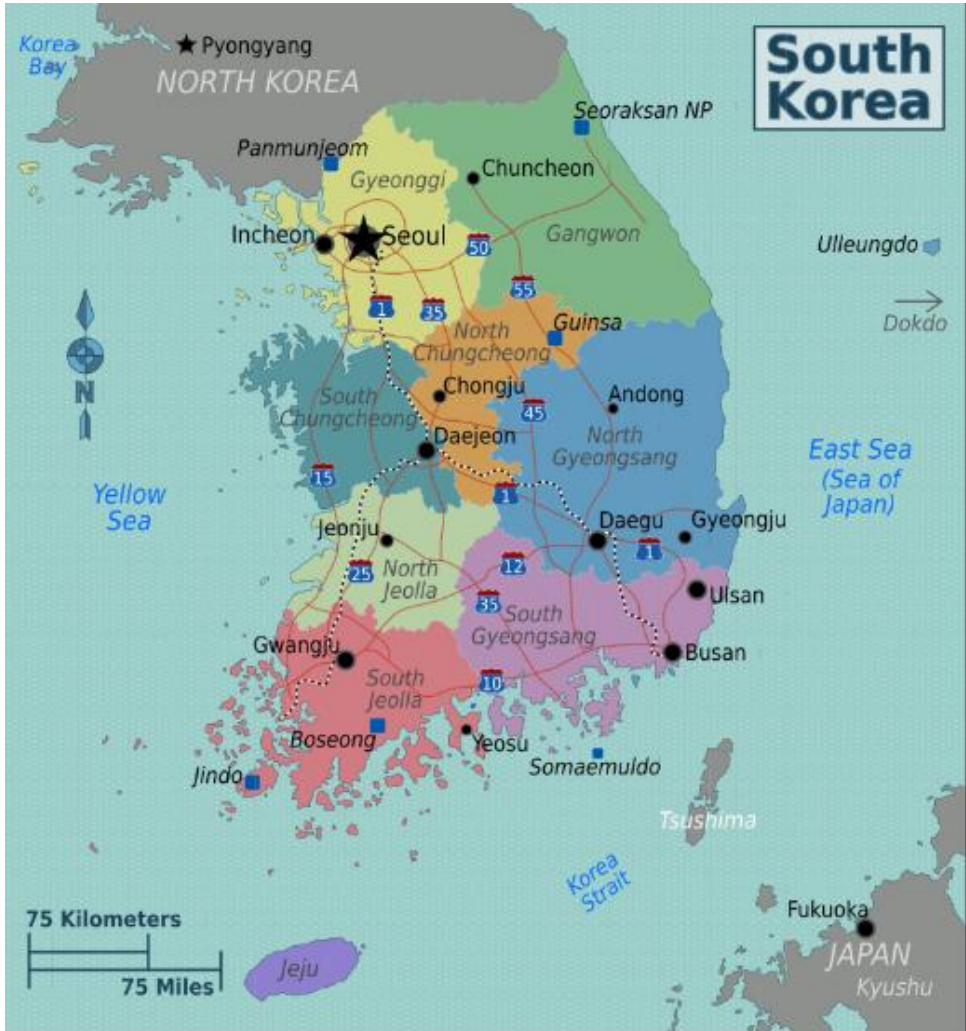 South
Korea
Korea
Bay
Pyongyang
NORTH KOREA
Seoraksan NP
Panmunjeom
Gyeonggi
Chuncheon
Incheon
Seoul
50
Gangwon
Ulleungdo
55
Dokdo
1
35
Guinsa
North
Chungcheong
N
South
Chungcheong
Chongju
45
Andong
Daejeon
North
Gyeongsang
East Sea
(Sea of
Japan)
15
Yellow
Sea
1
Jeonju
Daegu
Gyeongju
1
25
North
Jeolla
12
35
South
Gyeongsang
Ulsan
Gwangju
Busan
South
Jeolla
10
Boseong
Yeosu
Jindo
Somaemuldo
Tsushima
Korea
Strait
75 Kilometers
75 Miles
Jeju
Fukuoka
JAPAN
Kyushu